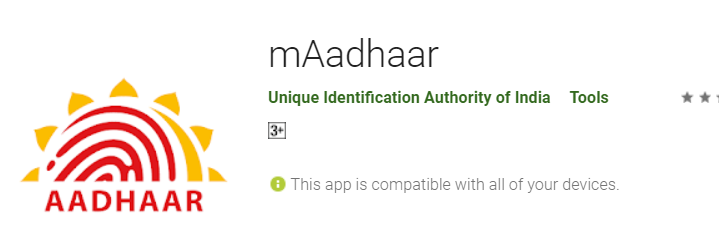 mAadhaar
Unique Identification Authority of India Tools
3+
This app is compatible with all of your devices.
AADHAAR